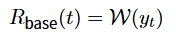 R_base(t) = 𝒲(y_t)